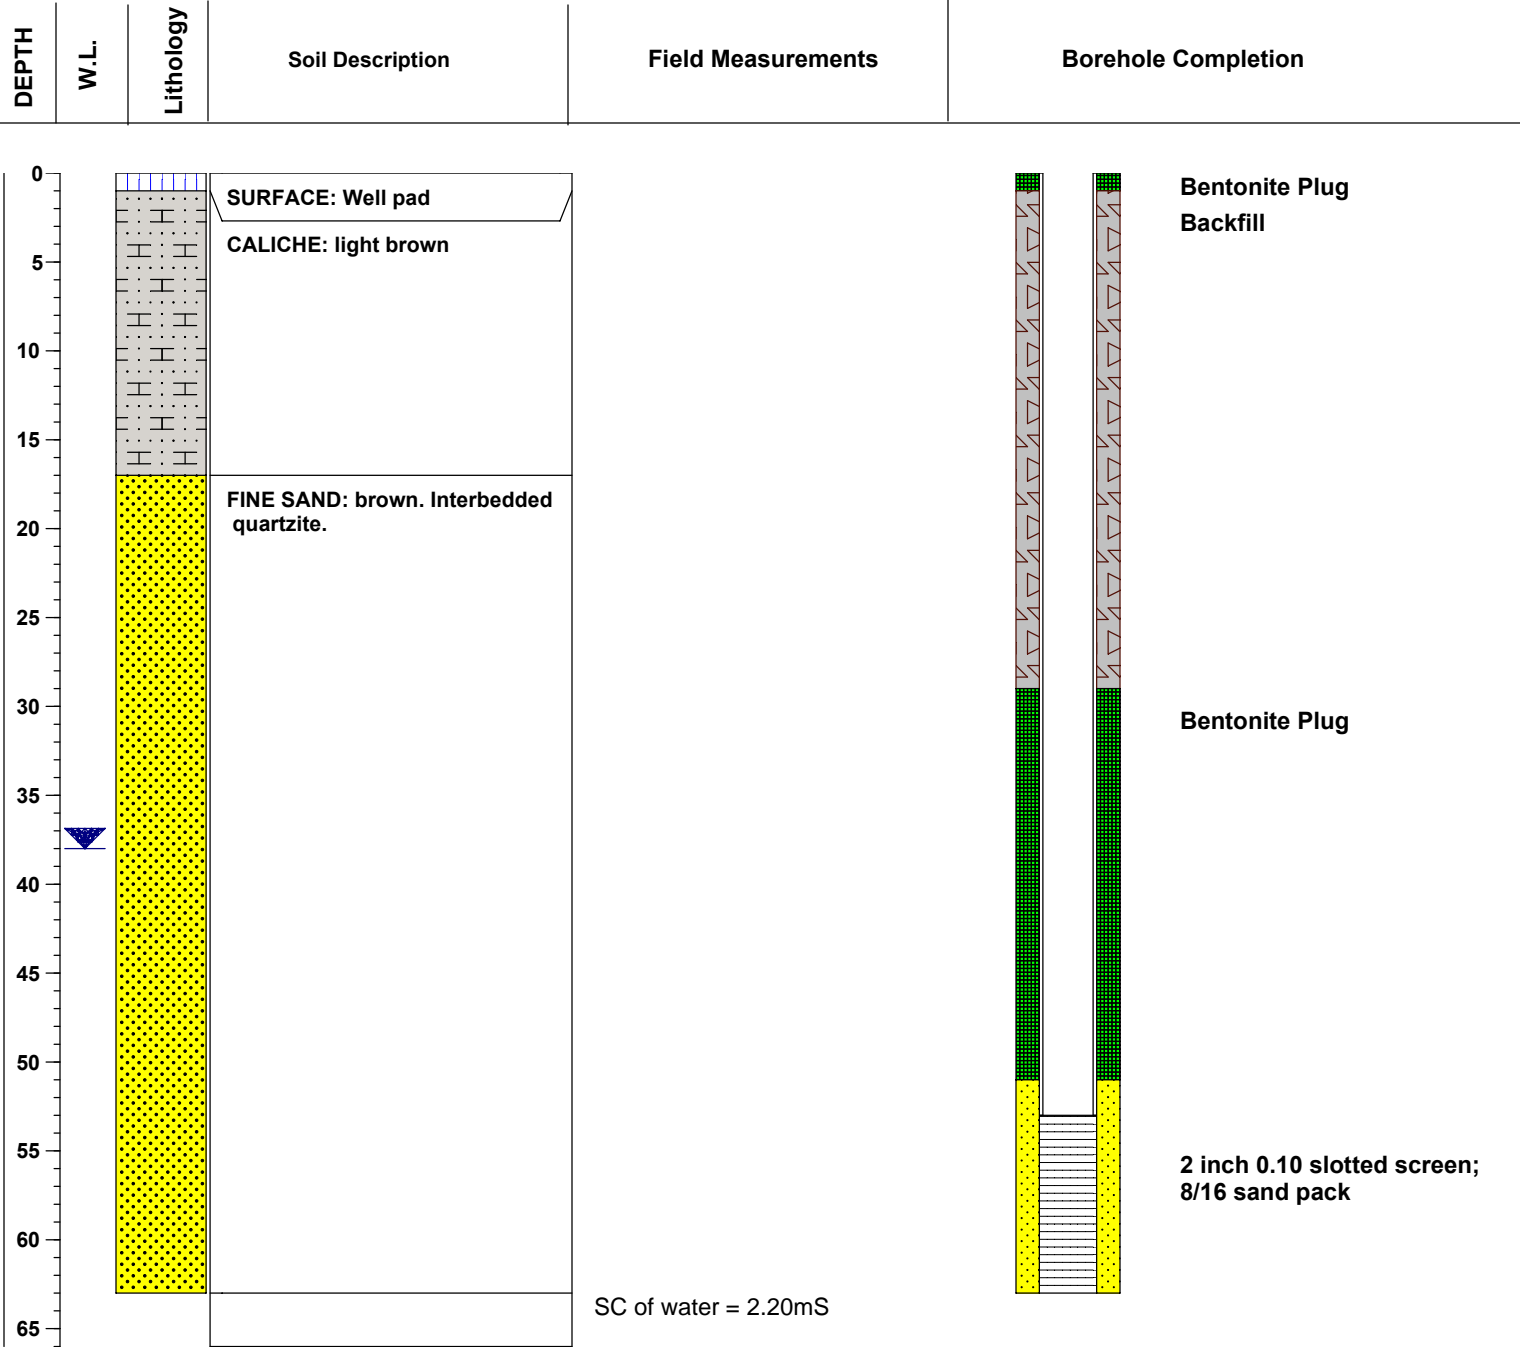 DEPTH
W.L.
Lithology
Soil Description
Field Measurements
Borehole Completion
0
SURFACE: Well pad
Bentonite Plug
Backfill
CALICHE: light brown
5
10
15
FINE SAND: brown. Interbedded
quartzite.
20
25
30
Bentonite Plug
35
40
45
50
55
2 inch 0.10 slotted screen;
8/16 sand pack
60
SC of water = 2.20mS
65